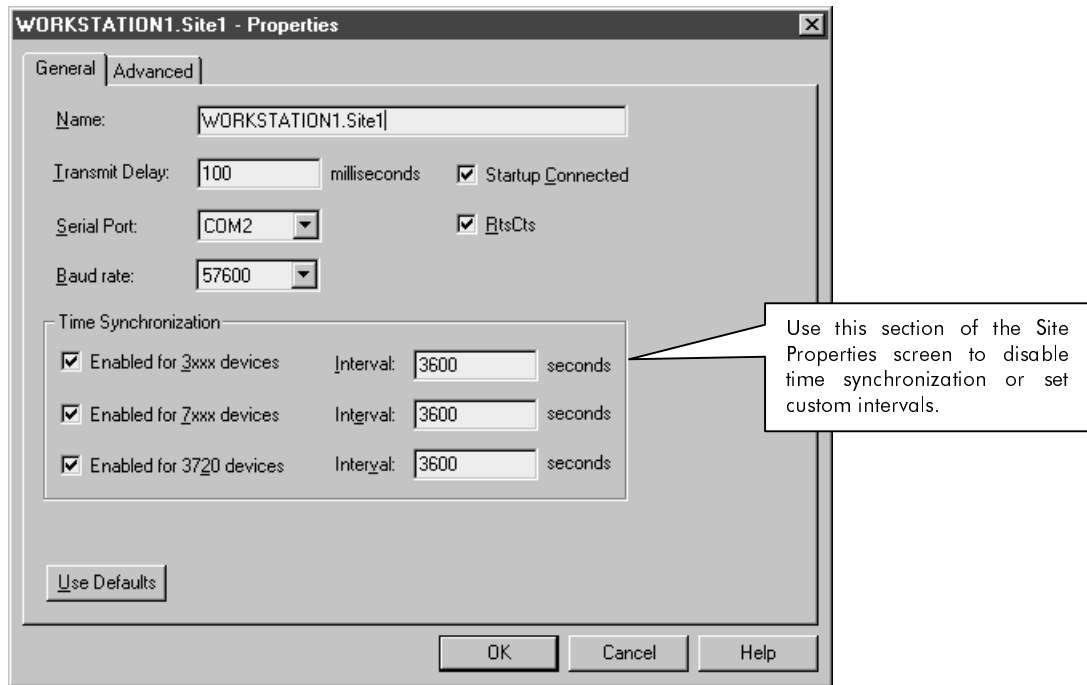 WORKSTATION1.Site1 - Properties
General Advanced
Name: WORKSTATION1.Site1
Transmit Delay: 100 milliseconds Startup Connected
Serial Port: COM2 RtsCts
Baud rate: 57600
Time Synchronization
Enabled for 3xxx devices Interval: 3600 seconds
Enabled for 7xxx devices Interval: 3600 seconds
Enabled for 3720 devices Interval: 3600 seconds
Use this section of the Site
Properties screen to disable
time synchronization or set
custom intervals.
Use Defaults
OK Cancel Help